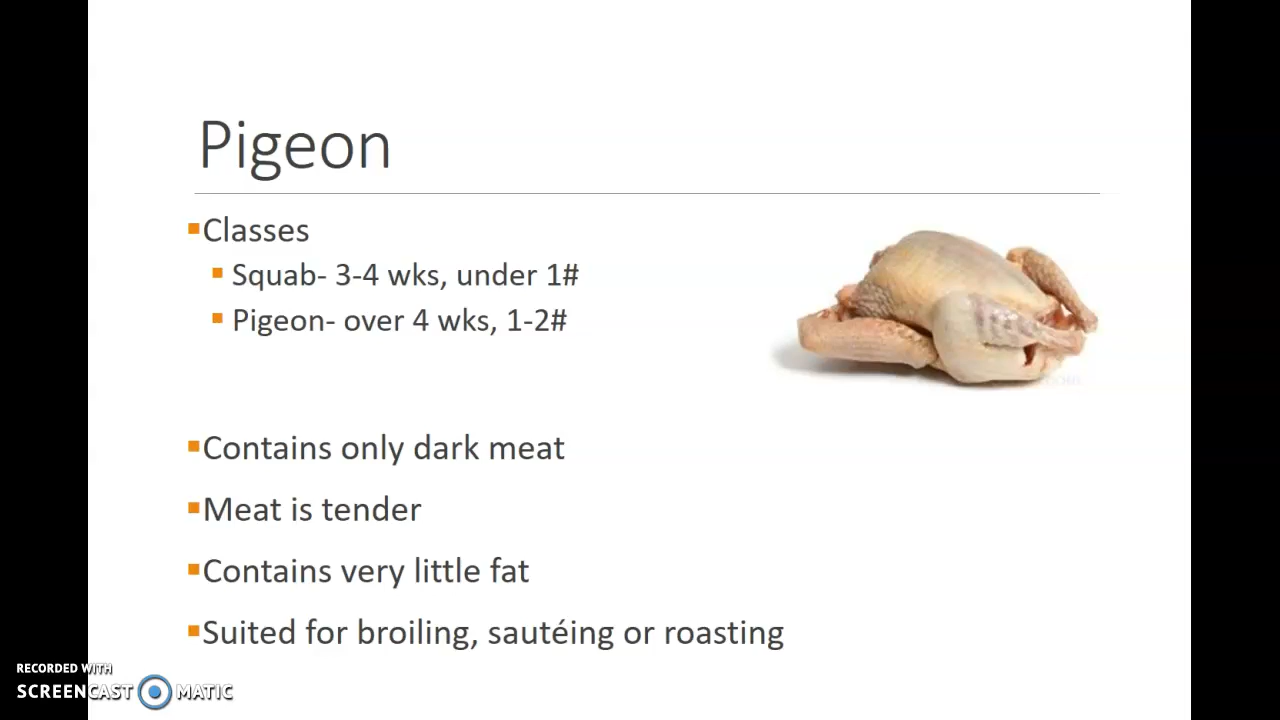 Pigeon
▪Classes
▪ Squab- 3-4 wks, under 1#
▪ Pigeon- over 4 wks, 1-2#
▪Contains only dark meat
▪Meat is tender
▪Contains very little fat
▪Suited for broiling, sautéing or roasting
RECORDED WITH
SCREENCAST MATIC